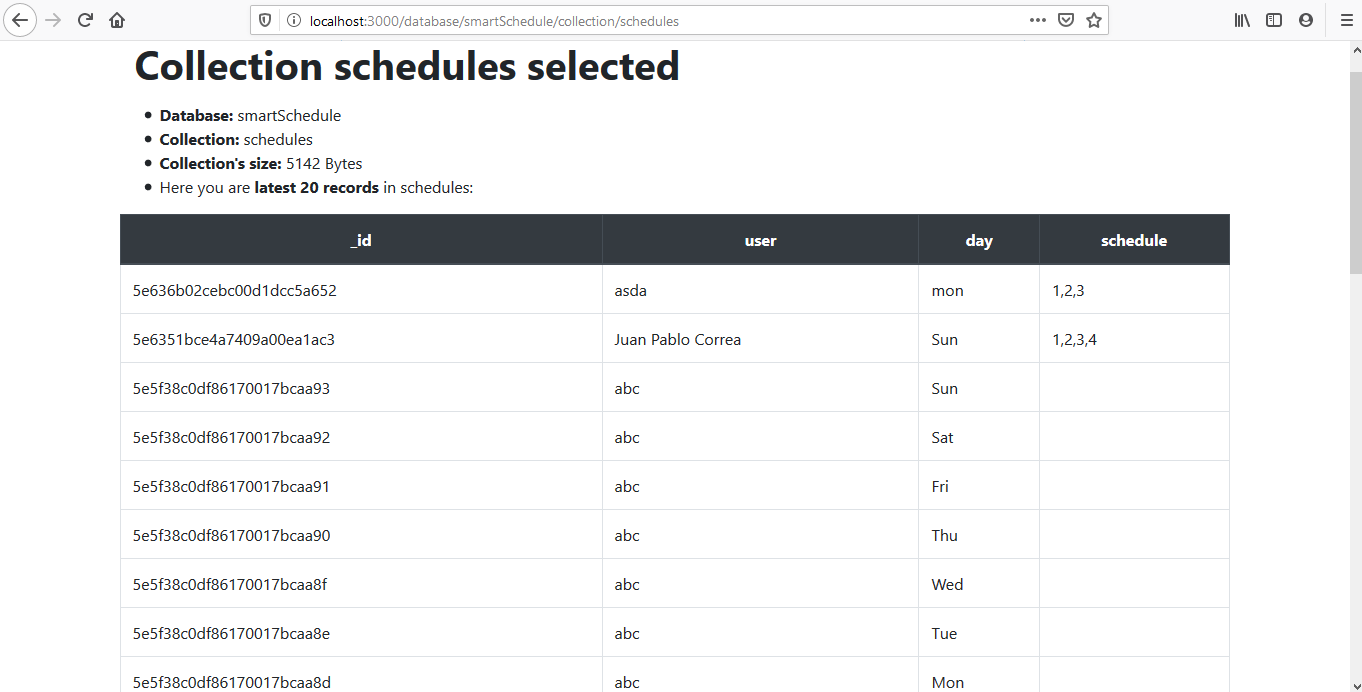 localhost:3000/database/smartSchedule/collection/schedules
Collection schedules selected
Database: smartSchedule
Collection: schedules
Collection's size: 5142 Bytes
Here you are latest 20 records in schedules:
_id user day schedule
5e636b02cebc00d1dcc5a652 asda mon 1,2,3
5e6351bce4a7409a00ea1ac3 Juan Pablo Correa Sun 1,2,3,4
5e5f38c0df86170017bcaa93 abc Sun
5e5f38c0df86170017bcaa92 abc Sat
5e5f38c0df86170017bcaa91 abc Fri
5e5f38c0df86170017bcaa90 abc Thu
5e5f38c0df86170017bcaa8f abc Wed
5e5f38c0df86170017bcaa8e abc Tue
5e5f38c0df86170017bcaa8d abc Mon